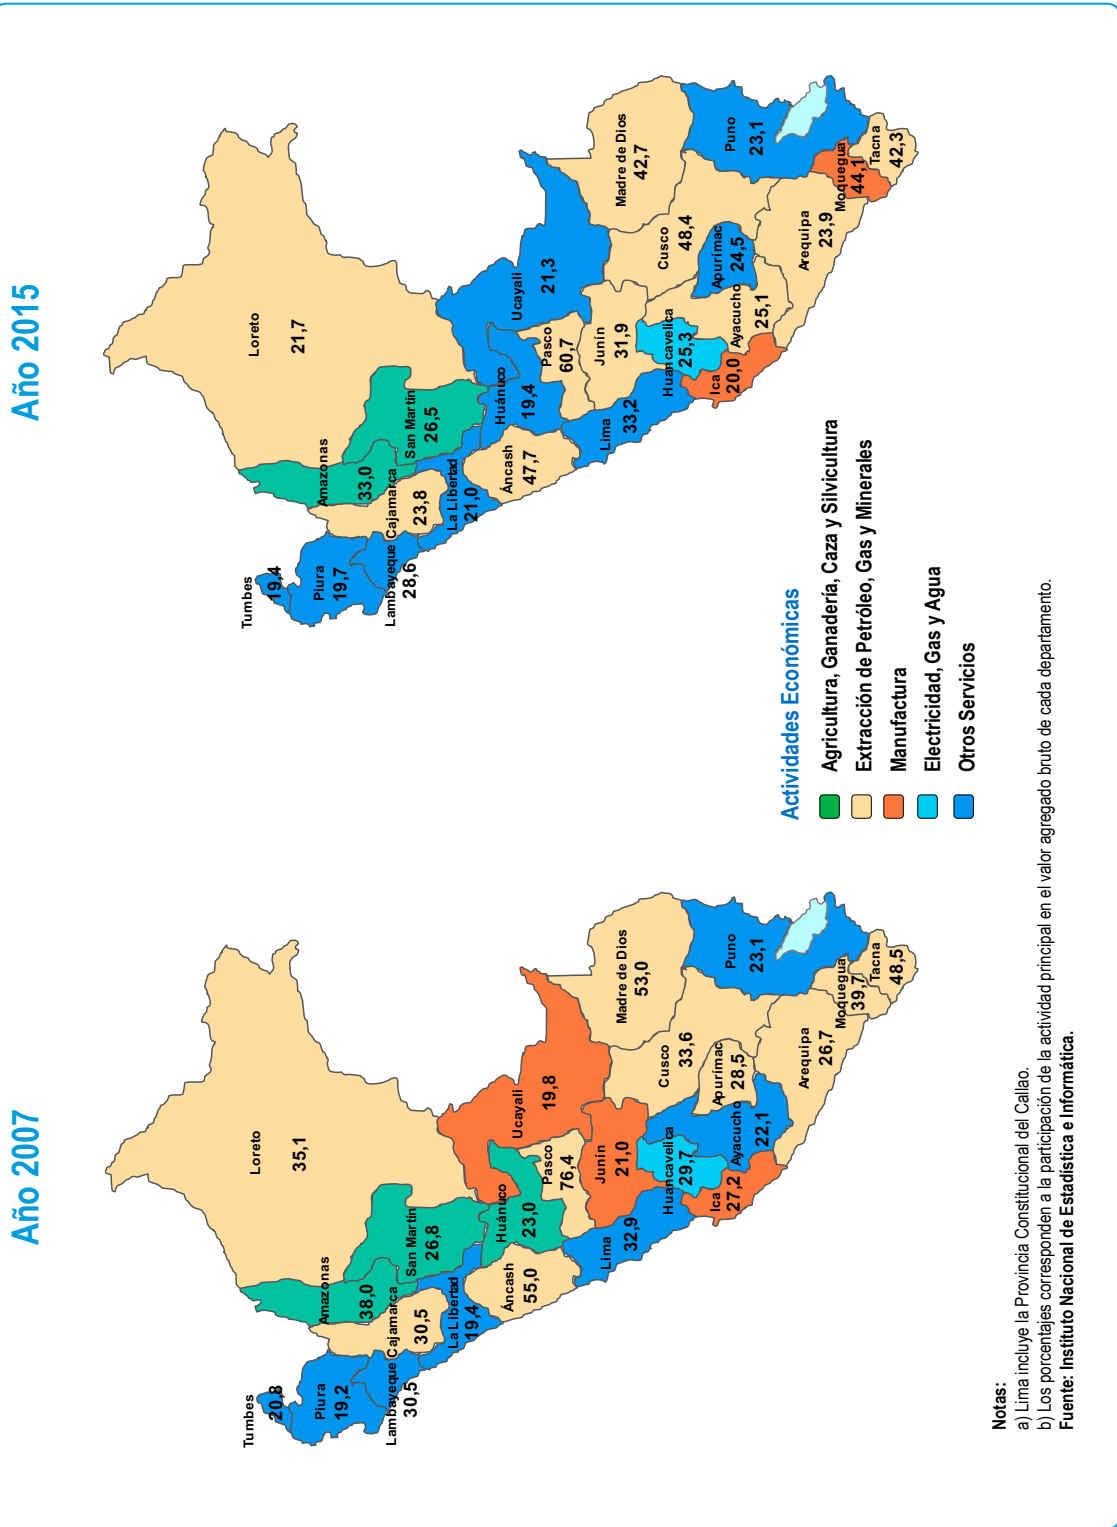 Año 2007
Tumbes
20,8
Piura
19,2
Lambayeque
30,5
Cajamarca
30,5
Amazonas
38,0
La Libertad
19,4
San Martín
26,8
Loreto
35,1
Áncash
55,0
Huánuco
23,0
Ucayali
19,8
Pasco
76,4
Lima
32,9
Junín
21,0
Huancavelica
29,7
Ica
27,2
Ayacucho
22,1
Apurímac
28,5
Cusco
33,6
Madre de Dios
53,0
Puno
23,1
Arequipa
26,7
Moquegua
39,7
Tacna
48,5
Año 2015
Tumbes
19,4
Piura
19,7
Lambayeque
28,6
Cajamarca
23,8
Amazonas
33,0
La Libertad
21,0
San Martín
26,5
Loreto
21,7
Áncash
47,7
Huánuco
19,4
Ucayali
21,3
Pasco
60,7
Lima
33,2
Junín
31,9
Huancavelica
25,3
Ica
20,0
Ayacucho
25,1
Apurímac
24,5
Cusco
48,4
Madre de Dios
42,7
Puno
23,1
Arequipa
23,9
Moquegua
44,1
Tacna
42,3
Actividades Económicas
Agricultura, Ganadería, Caza y Silvicultura
Extracción de Petróleo, Gas y Minerales
Manufactura
Electricidad, Gas y Agua
Otros Servicios
Notas:
a) Lima incluye la Provincia Constitucional del Callao.
b) Los porcentajes corresponden a la participación de la actividad principal en el valor agregado bruto de cada departamento.
Fuente: Instituto Nacional de Estadística e Informática.